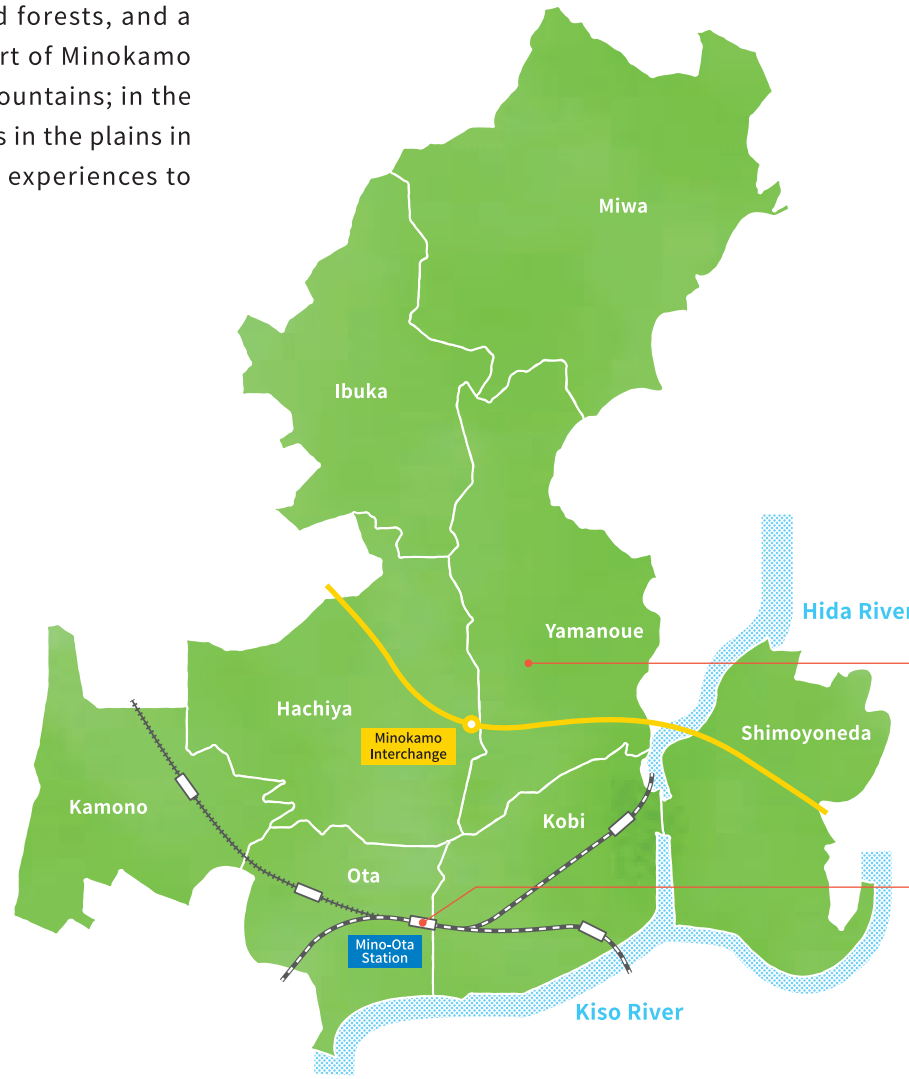 d forests, and a
rt of Minokamo
ountains; in the
s in the plains in
experiences to
Miwa
Ibuka
Hida River
Yamanoue
Hachiya
Shimoyoneda
Minokamo
Interchange
Kamono
Kobi
Ota
Mino-Ota
Station
Kiso River